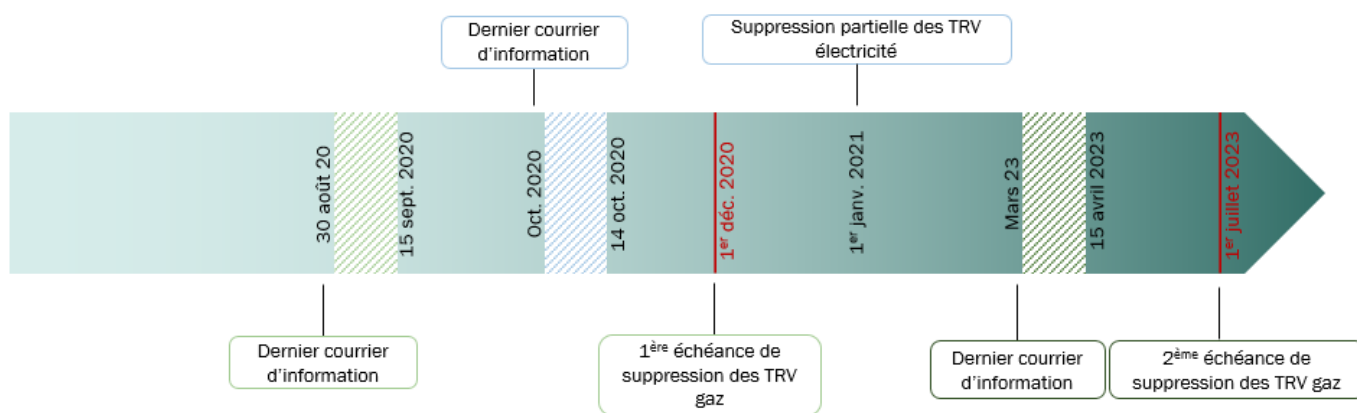 Dernier courrier
d'information
Suppression partielle des TRV
électricité
30 août 20
15 sept. 2020
Oct. 2020
14 oct. 2020
1er déc. 2020
1er janv. 2021
Mars 23
15 avril 2023
1er juillet 2023
Dernier courrier
d'information
1ère échéance de
suppression des TRV
gaz
Dernier courrier
d'information
2ème échéance de
suppression des TRV gaz